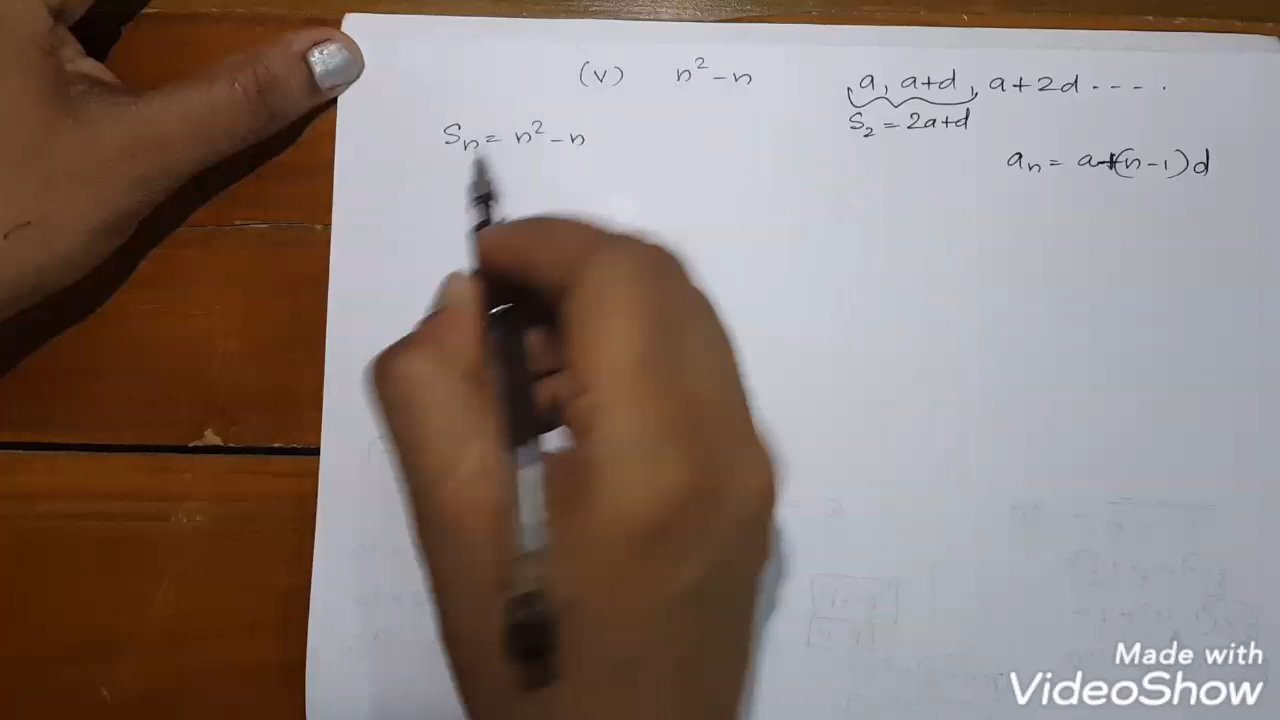 (v) n² - n
a, a+d, a+2d ----.
S₂ = 2a+d
Sₙ = n² - n
aₙ = a+(n-1)d
Made with
VideoShow